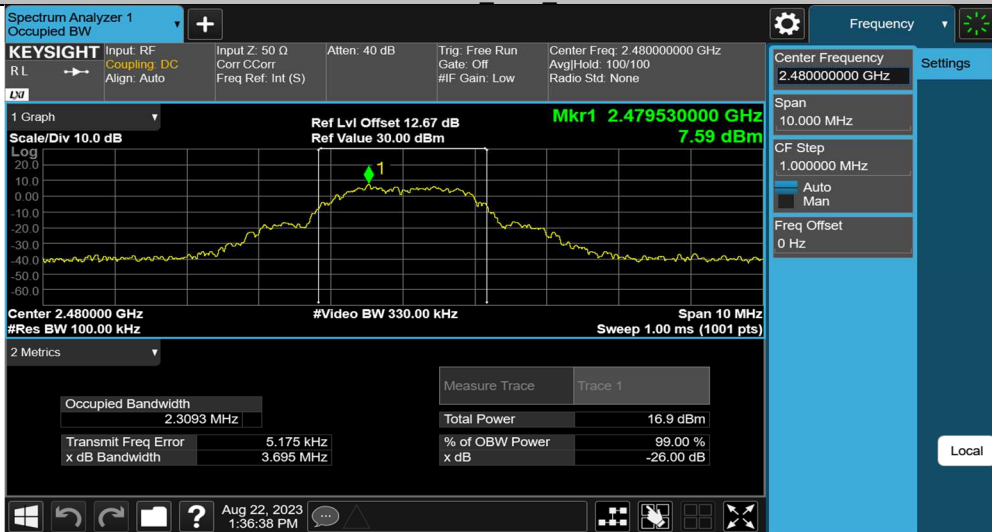 Spectrum Analyzer 1
Occupied BW
Frequency
KEYSIGHT
R L
LXI
Input: RF
Coupling: DC
Align: Auto
Input Z: 50 Ω
Corr CCorr
Freq Ref: Int (S)
Atten: 40 dB
Trig: Free Run
Gate: Off
#IF Gain: Low
Center Freq: 2.480000000 GHz
Avg|Hold: 100/100
Radio Std: None
Center Frequency
2.480000000 GHz
Settings
Span
10.000 MHz
CF Step
1.000000 MHz
Auto
Man
Freq Offset
0 Hz
1 Graph
Scale/Div 10.0 dB
Ref Lvl Offset 12.67 dB
Ref Value 30.00 dBm
Mkr1 2.479530000 GHz
7.59 dBm
Log
20.0
10.0
0.00
-10.0
-20.0
-30.0
-40.0
-50.0
-60.0
1
Center 2.480000 GHz
#Res BW 100.00 kHz
#Video BW 330.00 kHz
Span 10 MHz
Sweep 1.00 ms (1001 pts)
2 Metrics
Measure Trace Trace 1
Occupied Bandwidth
2.3093 MHz
Total Power 16.9 dBm
Transmit Freq Error 5.175 kHz
x dB Bandwidth 3.695 MHz
% of OBW Power 99.00 %
x dB -26.00 dB
Local
Aug 22, 2023
1:36:38 PM